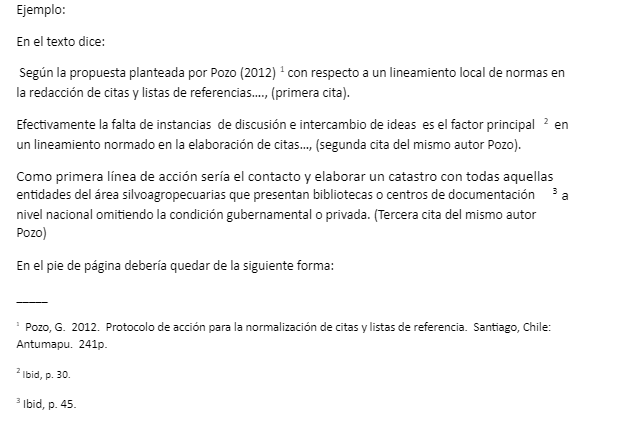 Ejemplo:
En el texto dice:
Según la propuesta planteada por Pozo (2012) ¹ con respecto a un lineamiento local de normas en
la redacción de citas y listas de referencias...., (primera cita).
Efectivamente la falta de instancias de discusión e intercambio de ideas es el factor principal ² en
un lineamiento normado en la elaboración de citas..., (segunda cita del mismo autor Pozo).
Como primera línea de acción sería el contacto y elaborar un catastro con todas aquellas
entidades del área silvoagropecuarias que presentan bibliotecas o centros de documentación ³ a
nivel nacional omitiendo la condición gubernamental o privada. (Tercera cita del mismo autor
Pozo)
En el pie de página debería quedar de la siguiente forma:
_____
¹ Pozo, G. 2012. Protocolo de acción para la normalización de citas y listas de referencia. Santiago, Chile:
Antumapu. 241p.
² Ibid, p. 30.
³ Ibid, p. 45.